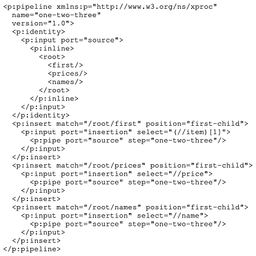 <p:pipeline xmlns:p="http://www.w3.org/ns/xproc"
name="one-two-three"
version="1.0">
<p:identity>
<p:input port="source">
<p:inline>
<root>
<first/>
<prices/>
<names/>
</root>
</p:inline>
</p:input>
</p:identity>
<p:insert match="/root/first" position="first-child">
<p:input port="insertion" select="(//item)[1]">
<p:pipe port="source" step="one-two-three"/>
</p:input>
</p:insert>
<p:insert match="/root/prices" position="first-child">
<p:input port="insertion" select="//price">
<p:pipe port="source" step="one-two-three"/>
</p:input>
</p:insert>
<p:insert match="/root/names" position="first-child">
<p:input port="insertion" select="//name">
<p:pipe port="source" step="one-two-three"/>
</p:input>
</p:insert>
</p:pipeline>